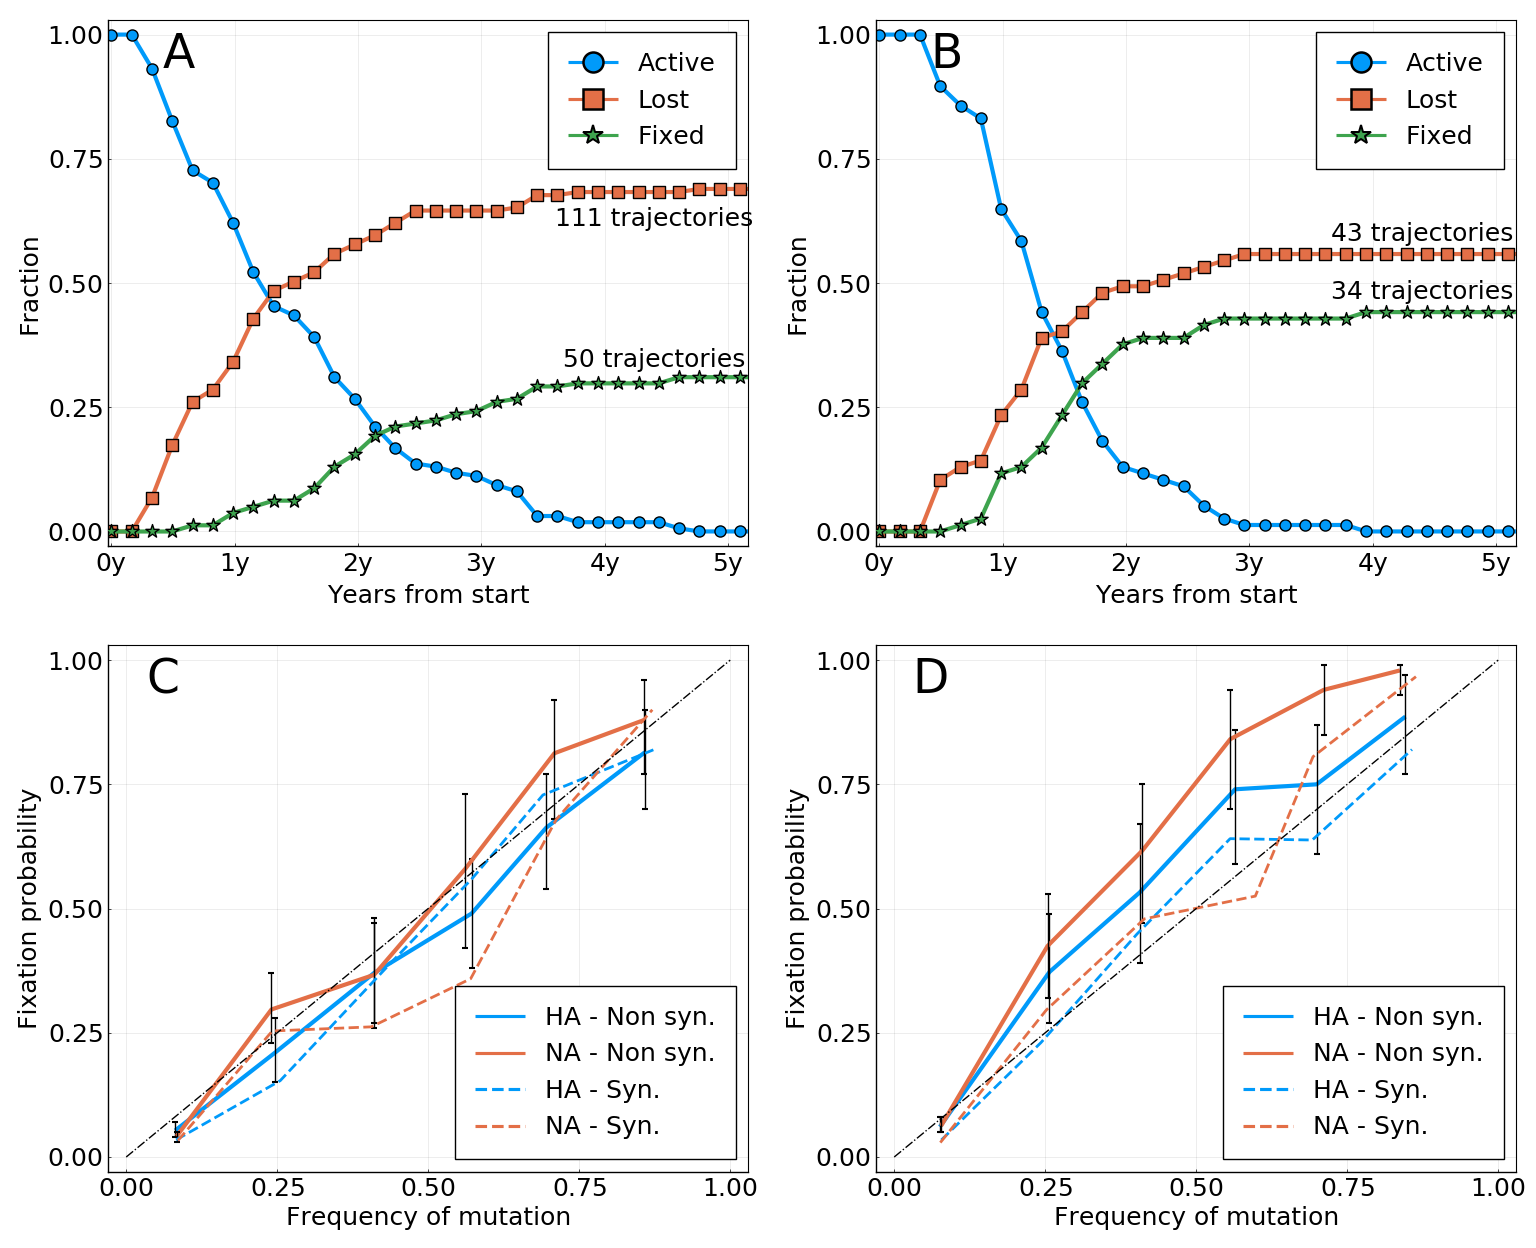 A
1.00
0.75
0.50
0.25
0.00
Fraction
Active
Lost
Fixed
111 trajectories
50 trajectories
0y 1y 2y 3y 4y 5y
Years from start
B
1.00
0.75
0.50
0.25
0.00
Fraction
Active
Lost
Fixed
43 trajectories
34 trajectories
0y 1y 2y 3y 4y 5y
Years from start
C
1.00
0.75
0.50
0.25
0.00
Fixation probability
HA - Non syn.
NA - Non syn.
HA - Syn.
NA - Syn.
0.00 0.25 0.50 0.75 1.00
Frequency of mutation
D
1.00
0.75
0.50
0.25
0.00
Fixation probability
HA - Non syn.
NA - Non syn.
HA - Syn.
NA - Syn.
0.00 0.25 0.50 0.75 1.00
Frequency of mutation